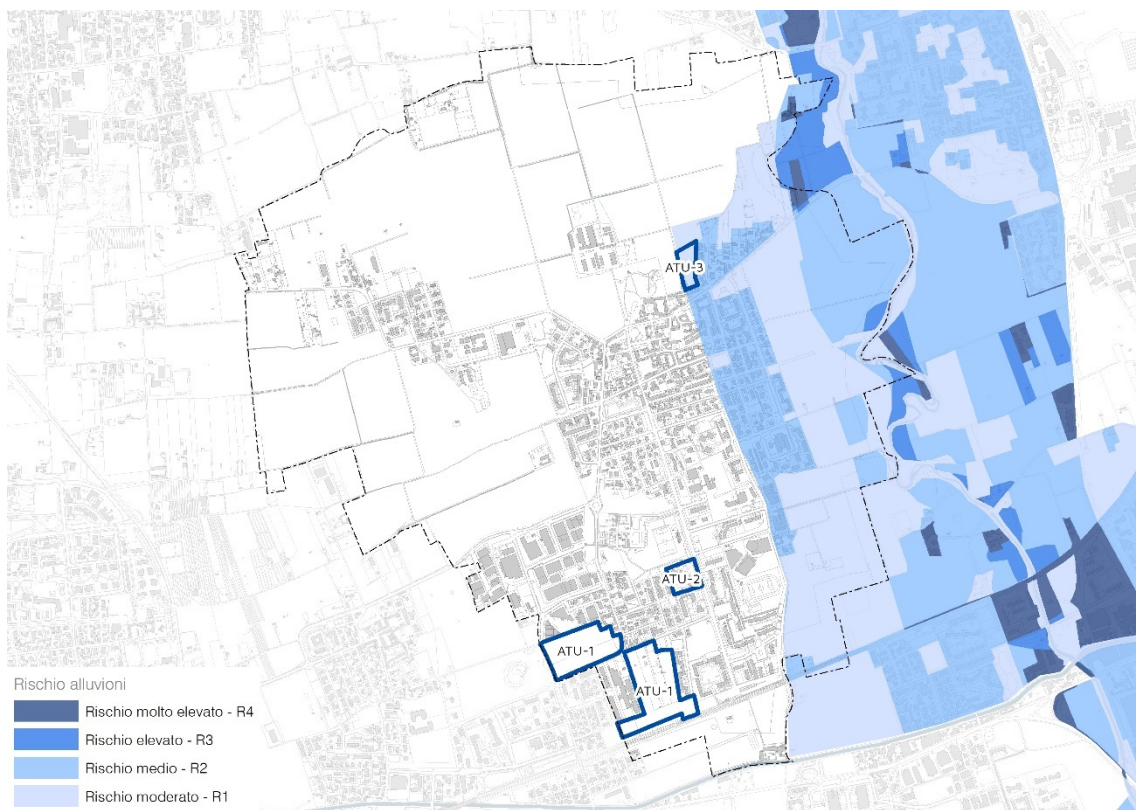 ATU-3
ATU-2
ATU-1
ATU-1
Rischio alluvioni
Rischio molto elevato - R4
Rischio elevato - R3
Rischio medio - R2
Rischio moderato - R1